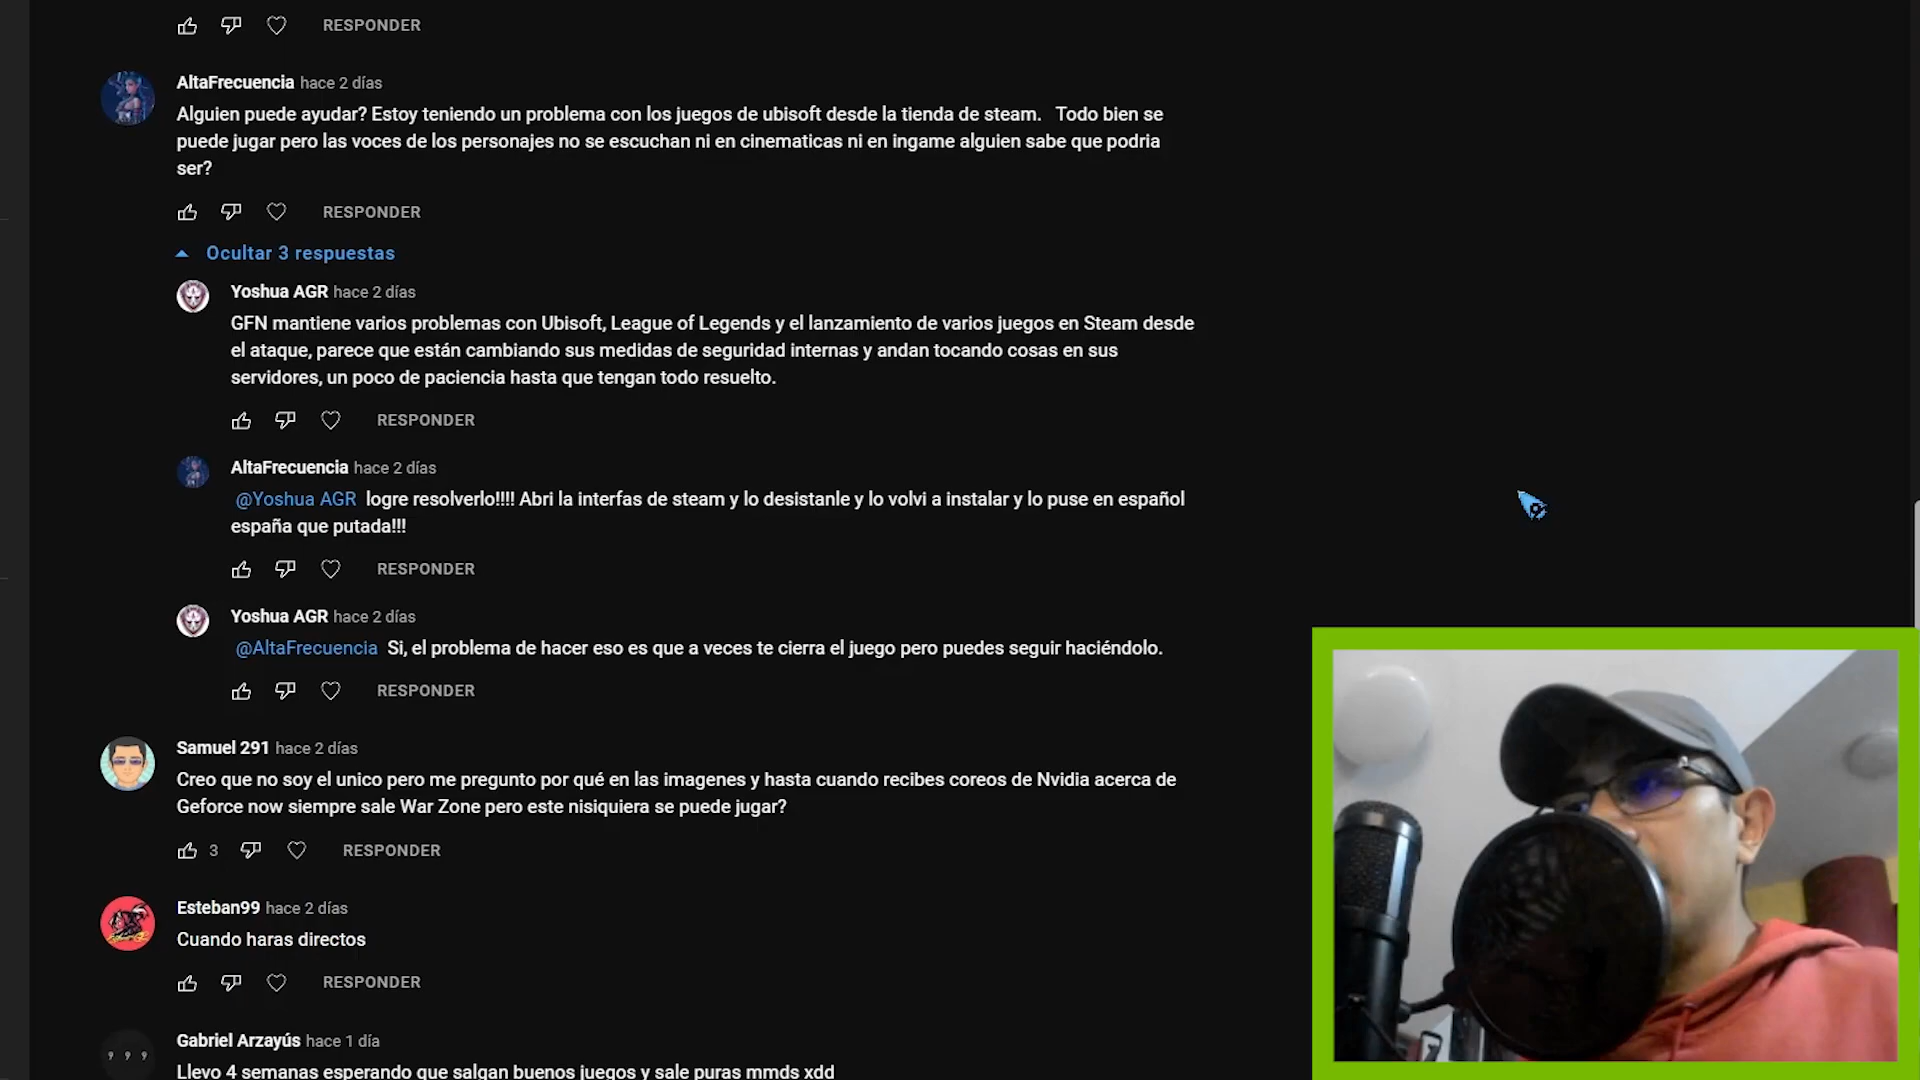 RESPONDER
AltaFrecuencia hace 2 días
Alguien puede ayudar? Estoy teniendo un problema con los juegos de ubisoft desde la tienda de steam. Todo bien se
puede jugar pero las voces de los personajes no se escuchan ni en cinematicas ni en ingame alguien sabe que podria
ser?
RESPONDER
Ocultar 3 respuestas
Yoshua AGR hace 2 días
GFN mantiene varios problemas con Ubisoft, League of Legends y el lanzamiento de varios juegos en Steam desde
el ataque, parece que están cambiando sus medidas de seguridad internas y andan tocando cosas en sus
servidores, un poco de paciencia hasta que tengan todo resuelto.
RESPONDER
AltaFrecuencia hace 2 días
@Yoshua AGR logre resolverlo!!!! Abri la interfas de steam y lo desistanle y lo volvi a instalar y lo puse en español
españa que putada!!!
RESPONDER
Yoshua AGR hace 2 días
@AltaFrecuencia Si, el problema de hacer eso es que a veces te cierra el juego pero puedes seguir haciéndolo.
RESPONDER
Samuel 291 hace 2 días
Creo que no soy el unico pero me pregunto por qué en las imagenes y hasta cuando recibes coreos de Nvidia acerca de
Geforce now siempre sale War Zone pero este nisiquiera se puede jugar?
3 RESPONDER
Esteban99 hace 2 días
Cuando haras directos
RESPONDER
Gabriel Arzayús hace 1 día
Llevo 4 semanas esperando que salgan buenos juegos y sale puras mmds xdd